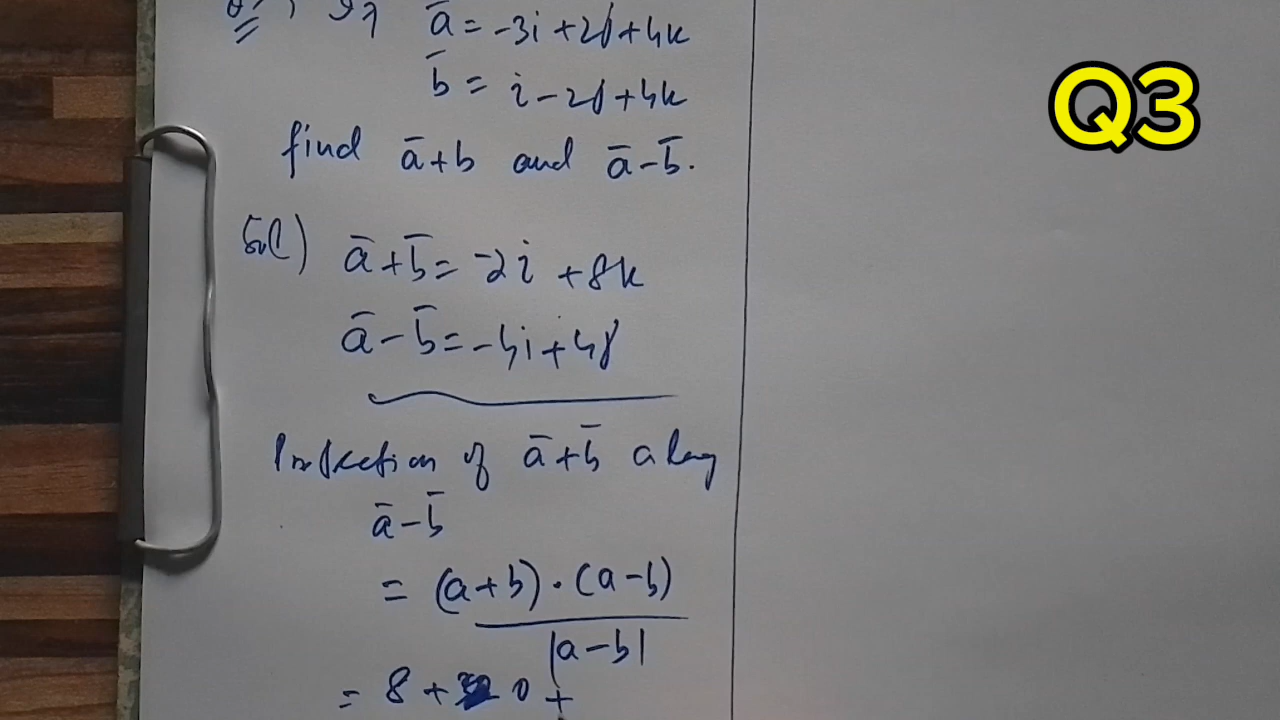 ā = -3i + 2j + 4k
b̄ = i - 2j + 4k
find ā + b and ā - b̄.
Sol) ā + b̄ = -2i + 8k
ā - b̄ = -4i + 4j
Projection of ā + b̄ along
ā - b̄
= (a + b) · (a - b)
|a - b|
= 8 + 0 +
Q3